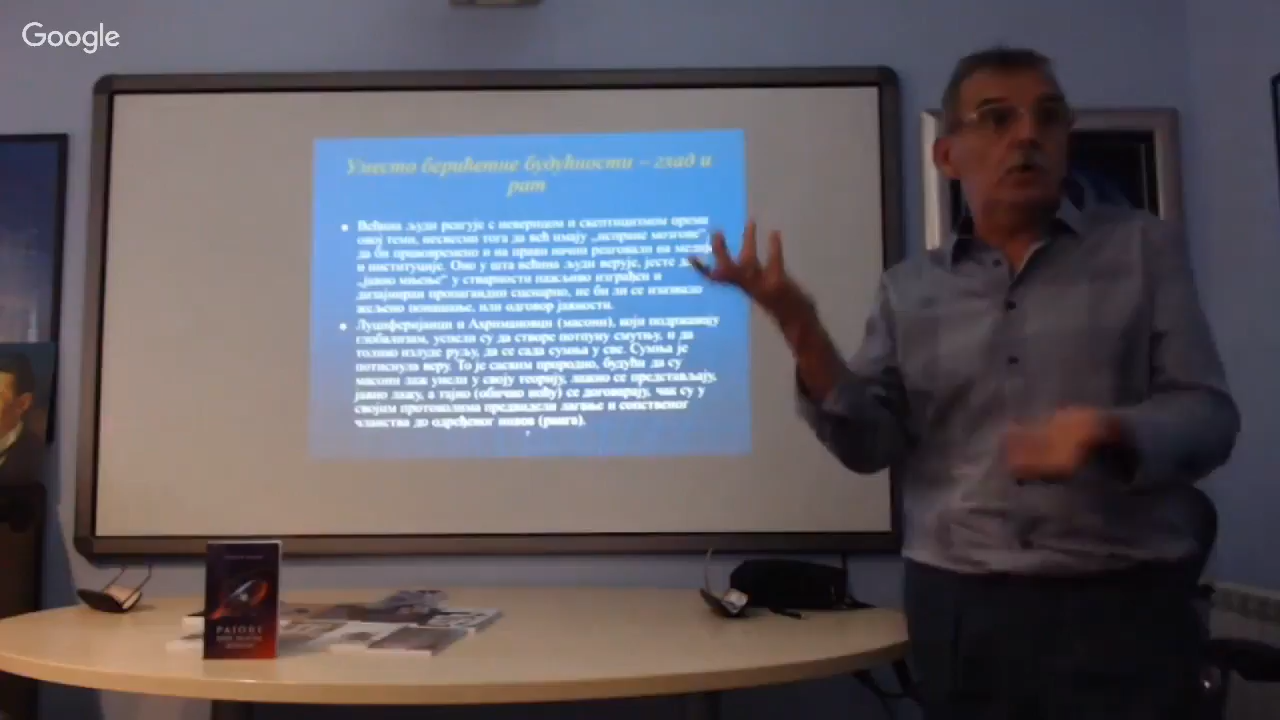 Google
Уместо берићетне будућности – глад и
рат
Већина људи реагује с неверицом и скептицизмом према
овој теми, несвесни тога да већ имају „испране мозгове“
да би правовремено и на прави начин реаговали на
и институције. Оно у шта већина људи верује, јесте да
„јавно мњење“ у стварности пажљиво изграђен и
дизајниран пропагандни сценарио, не би ли се изазвало
жељено понашање, или одговор јавности.
Луциферијанци и Ахримановци (масони), који подржавају
глобализам, успели су да створе потпуну смутњу, и да
толико излуде руљу, да се сада сумња у све. Сумња је
потиснула веру. То је сасвим природно, будући да су
масони лаж унели у своју теорију, лажно се представљају,
јавно лажу, а тајно (обично ноћу) се договарају, чак су у
својим протоколима предвидели лагање и сопственог
чланства до одређеног нивоа (ранга).